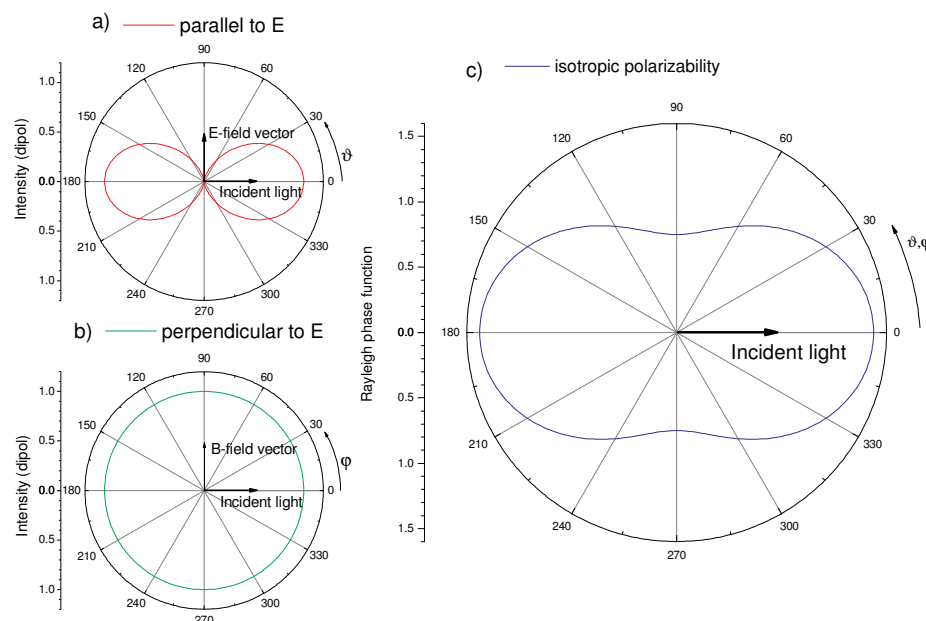 a) parallel to E
90
120 60
1.0
150 30
0.5
E-field vector
ϑ
Intensity (dipol)
0.0 180 0
Incident light
0.5
210 330
1.0
240 300
270
b) perpendicular to E
90
120 60
1.0
150 30
0.5
B-field vector
φ
Intensity (dipol)
0.0 180 0
Incident light
0.5
210 330
1.0
240 300
270
c) isotropic polarizability
90
1.5
120 60
1.0
150 30
ϑ,φ
0.5
Rayleigh phase function
0.0 180 0
Incident light
0.5
210 330
1.0
240 300
1.5
270